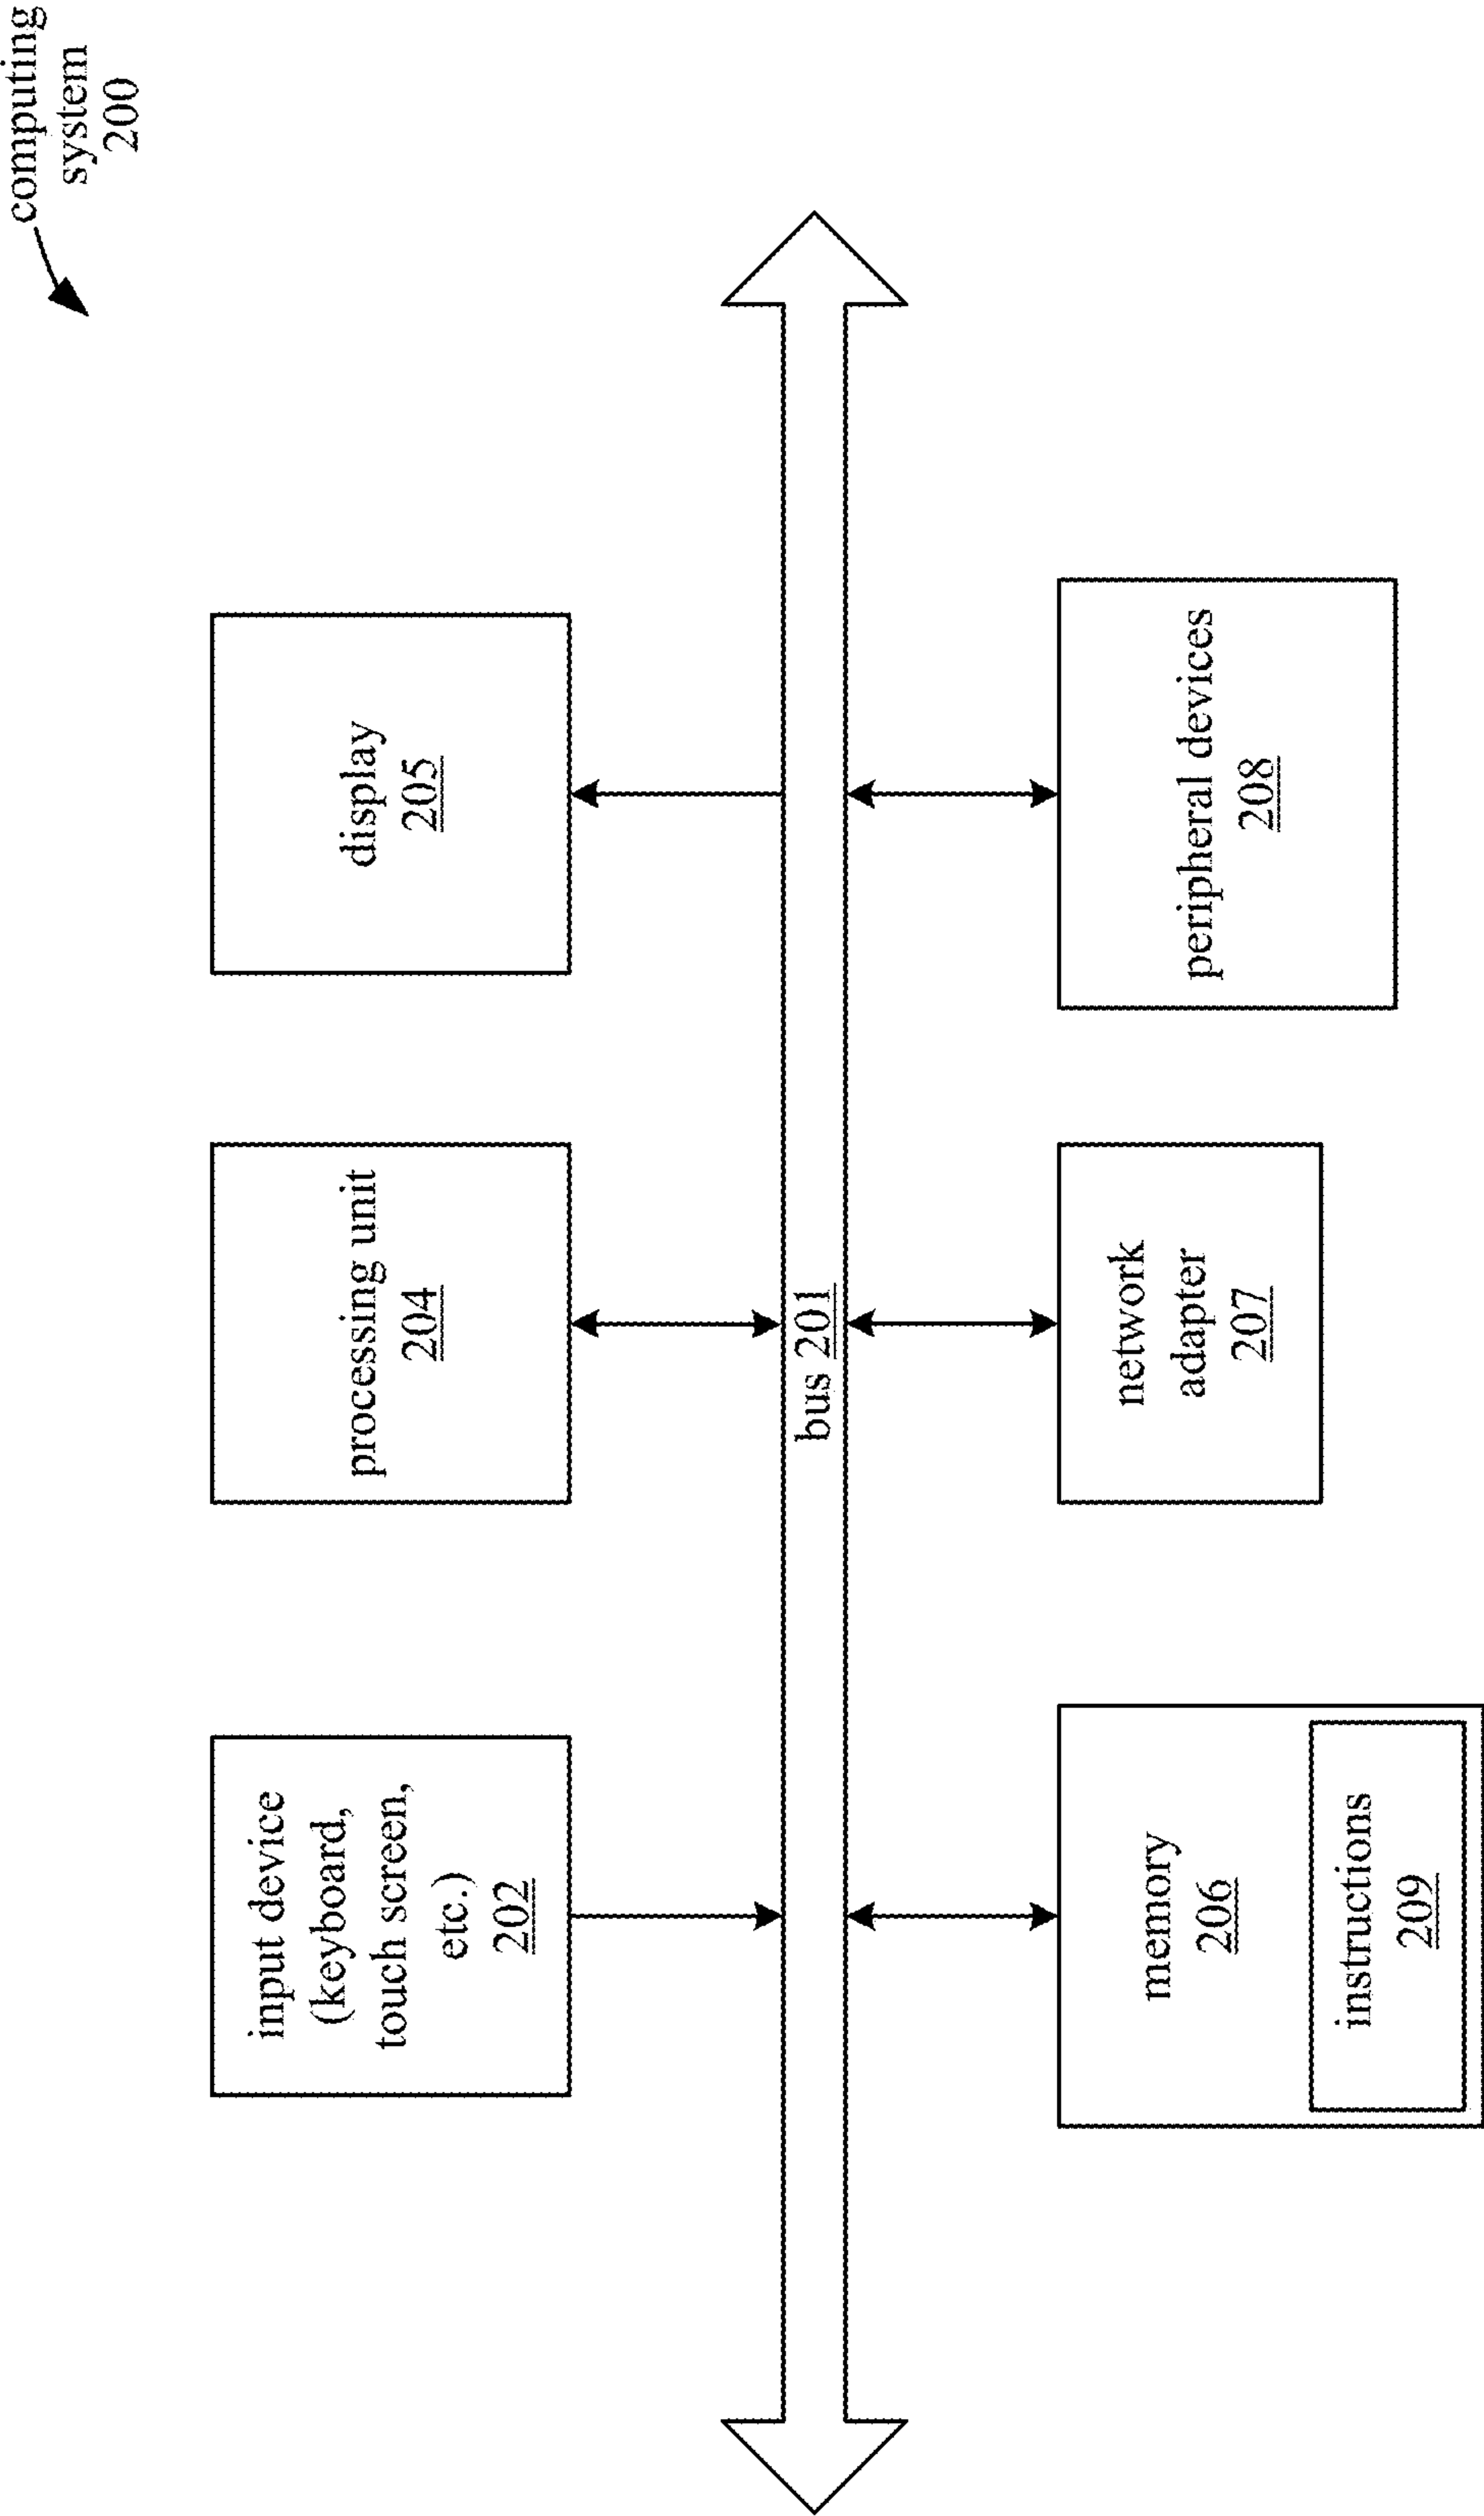 computing
system
200
input device
(keyboard,
touch screen,
etc.)
202
processing unit
204
display
205
bus 201
memory
206
instructions
209
network
adapter
207
peripheral devices
208